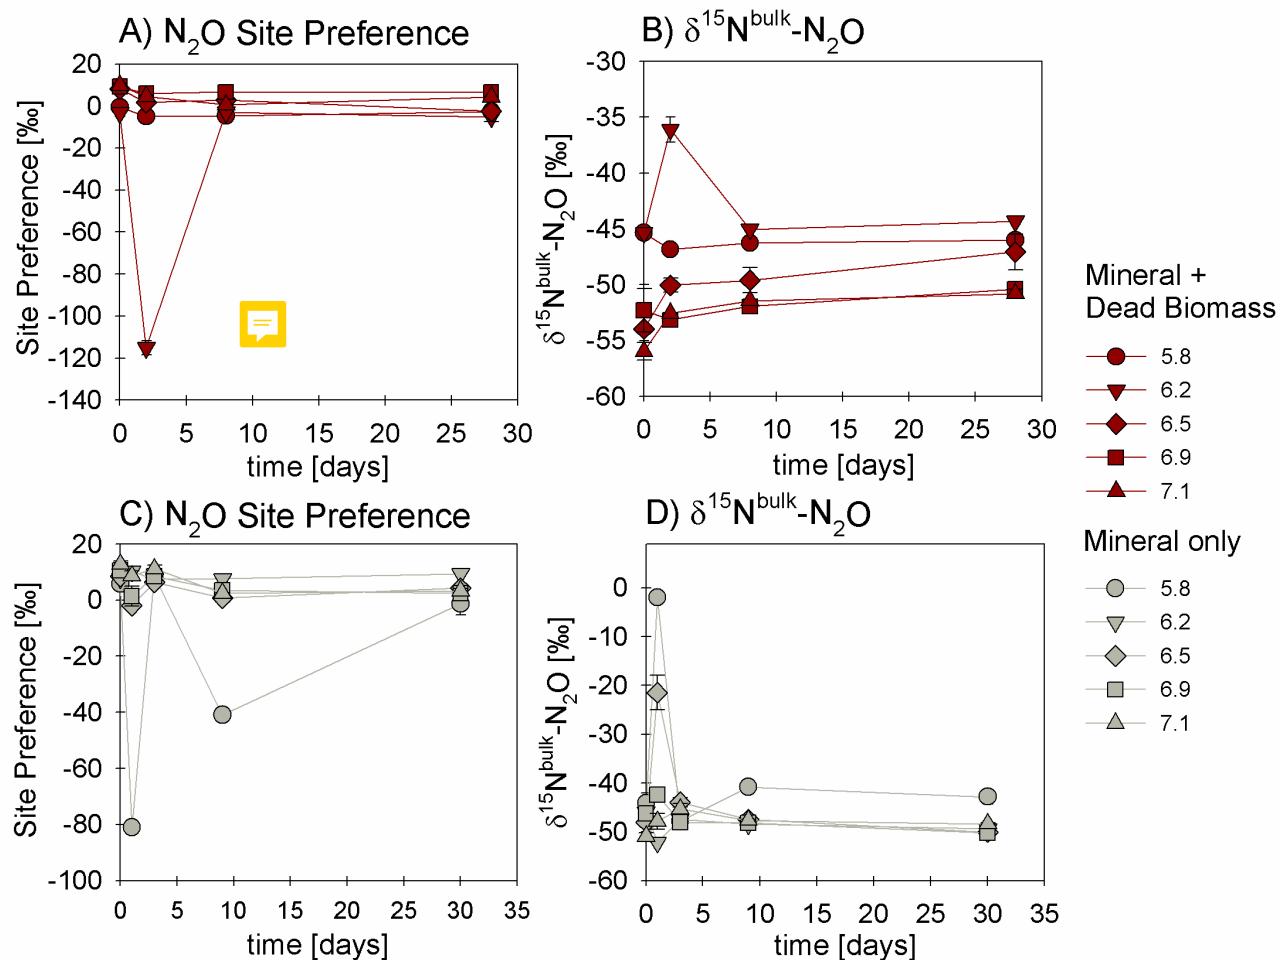 A) N₂O Site Preference
Site Preference [‰]
20
0
-20
-40
-60
-80
-100
-120
-140
0 5 10 15 20 25 30
time [days]
B) δ¹⁵Nᵇᵘˡᵏ-N₂O
δ¹⁵Nᵇᵘˡᵏ-N₂O [‰]
-30
-35
-40
-45
-50
-55
-60
0 5 10 15 20 25 30
time [days]
Mineral +
Dead Biomass
5.8
6.2
6.5
6.9
7.1
C) N₂O Site Preference
Site Preference [‰]
20
0
-20
-40
-60
-80
-100
0 5 10 15 20 25 30 35
time [days]
D) δ¹⁵Nᵇᵘˡᵏ-N₂O
δ¹⁵Nᵇᵘˡᵏ-N₂O [‰]
0
-10
-20
-30
-40
-50
-60
0 5 10 15 20 25 30 35
time [days]
Mineral only
5.8
6.2
6.5
6.9
7.1